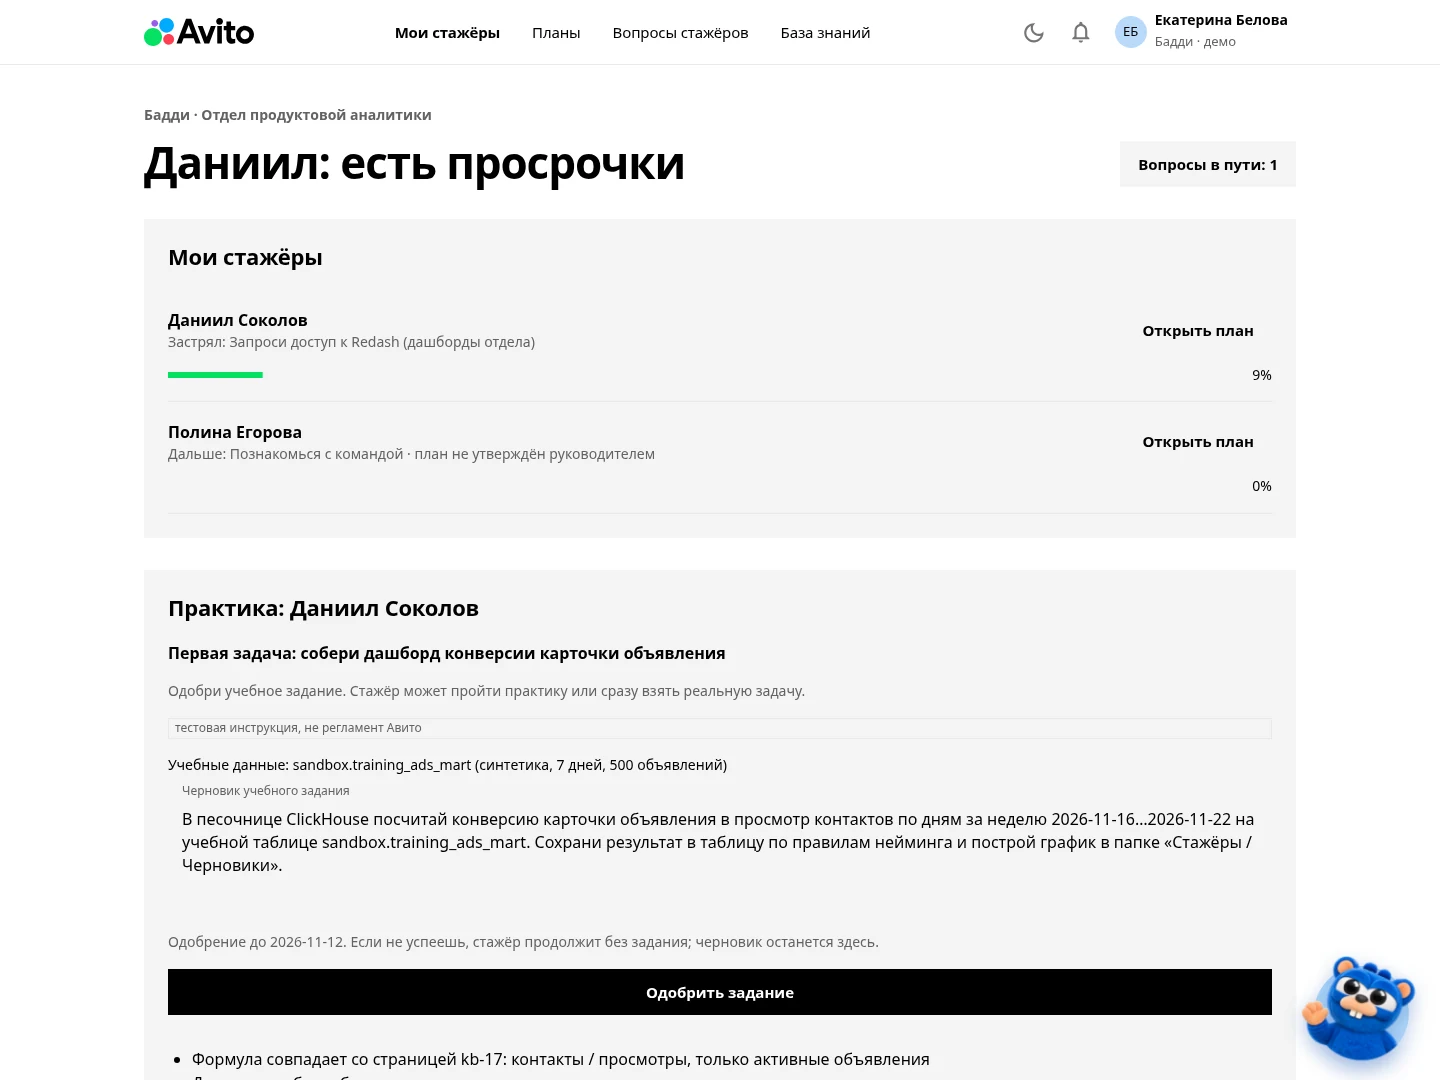 Avito
Мои стажёры
Планы
Вопросы стажёров
База знаний
ЕБ
Екатерина Белова
Бадди · демо
Бадди · Отдел продуктовой аналитики
Даниил: есть просрочки
Вопросы в пути: 1
Мои стажёры
Даниил Соколов
Застрял: Запроси доступ к Redash (дашборды отдела)
Открыть план
9%
Полина Егорова
Дальше: Познакомься с командой · план не утверждён руководителем
Открыть план
0%
Практика: Даниил Соколов
Первая задача: собери дашборд конверсии карточки объявления
Одобри учебное задание. Стажёр может пройти практику или сразу взять реальную задачу.
тестовая инструкция, не регламент Авито
Учебные данные: sandbox.training_ads_mart (синтетика, 7 дней, 500 объявлений)
Черновик учебного задания
В песочнице ClickHouse посчитай конверсию карточки объявления в просмотр контактов по дням за неделю 2026-11-16…2026-11-22 на
учебной таблице sandbox.training_ads_mart. Сохрани результат в таблицу по правилам нейминга и построй график в папке «Стажёры /
Черновики».
Одобрение до 2026-11-12. Если не успеешь, стажёр продолжит без задания; черновик останется здесь.
Одобрить задание
Формула совпадает со страницей kb-17: контакты / просмотры, только активные объявления